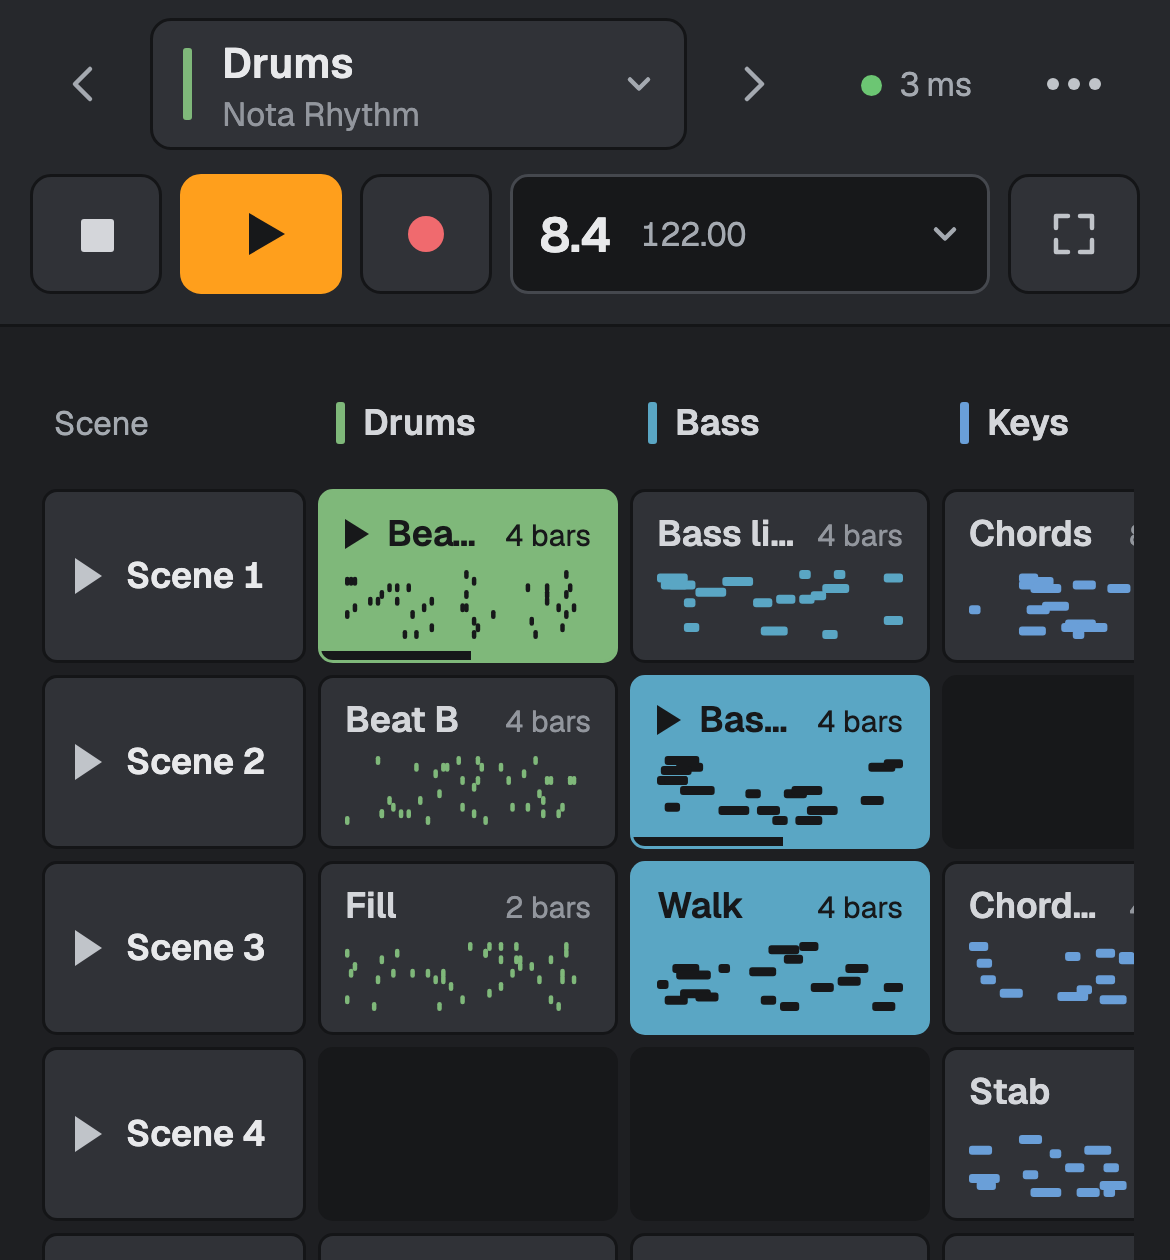 Drums
Nota Rhythm
3 ms
8.4 122.00
Scene Drums Bass Keys
Scene 1 Bea... 4 bars Bass li... 4 bars Chords
Scene 2 Beat B 4 bars Bas... 4 bars
Scene 3 Fill 2 bars Walk 4 bars Chord...
Scene 4 Stab